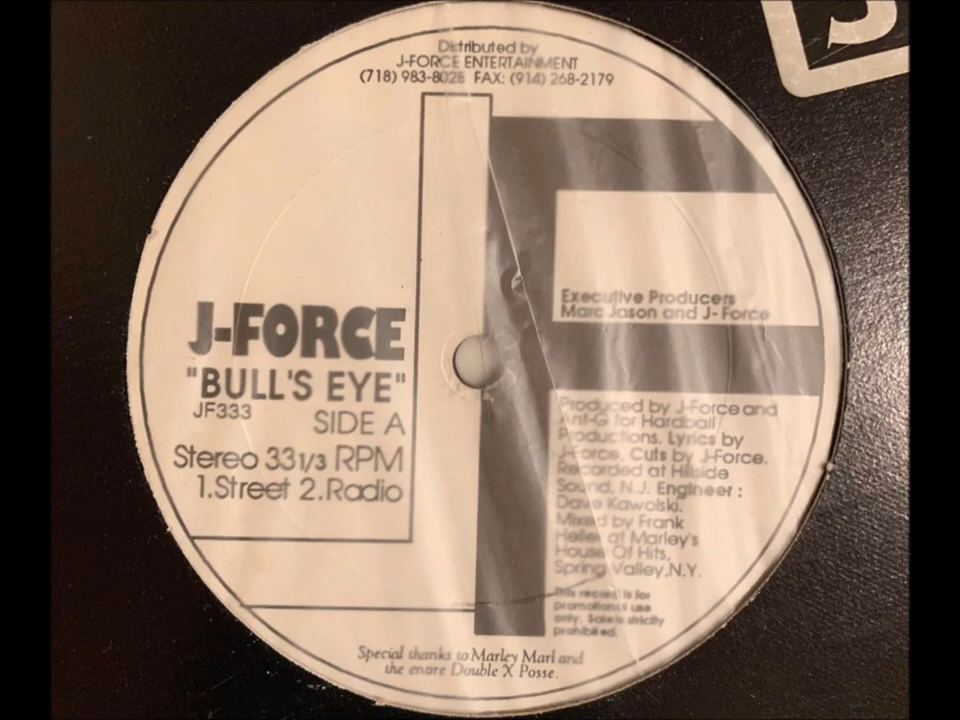 Distributed by
J-FORCE ENTERTAINMENT
(718) 983-8028 FAX: (914) 268-2179
J-FORCE
"BULL'S EYE"
JF333
SIDE A
Stereo 33 1/3 RPM
1.Street 2.Radio
Executive Producers
Marc Jason and J-Force
Produced by J-Force and
Ant-G for Hardball
Productions. Lyrics by
J-Force, Cuts by J-Force.
Recorded at Hillside
Sound, N.J. Engineer :
Dave Kawolski.
Mixed by Frank
Heller at Marley's
House Of Hits,
Spring Valley,N.Y.
This record is for
promotional use
only. Sale is strictly
prohibited.
Special thanks to Marley Marl and
the entire Double X Posse.